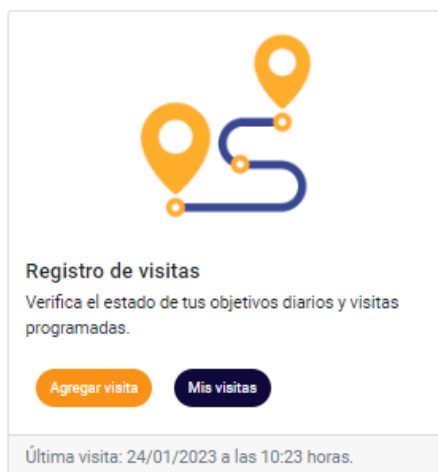 Registro de visitas
Verifica el estado de tus objetivos diarios y visitas
programadas.
Agregar visita Mis visitas
Última visita: 24/01/2023 a las 10:23 horas.